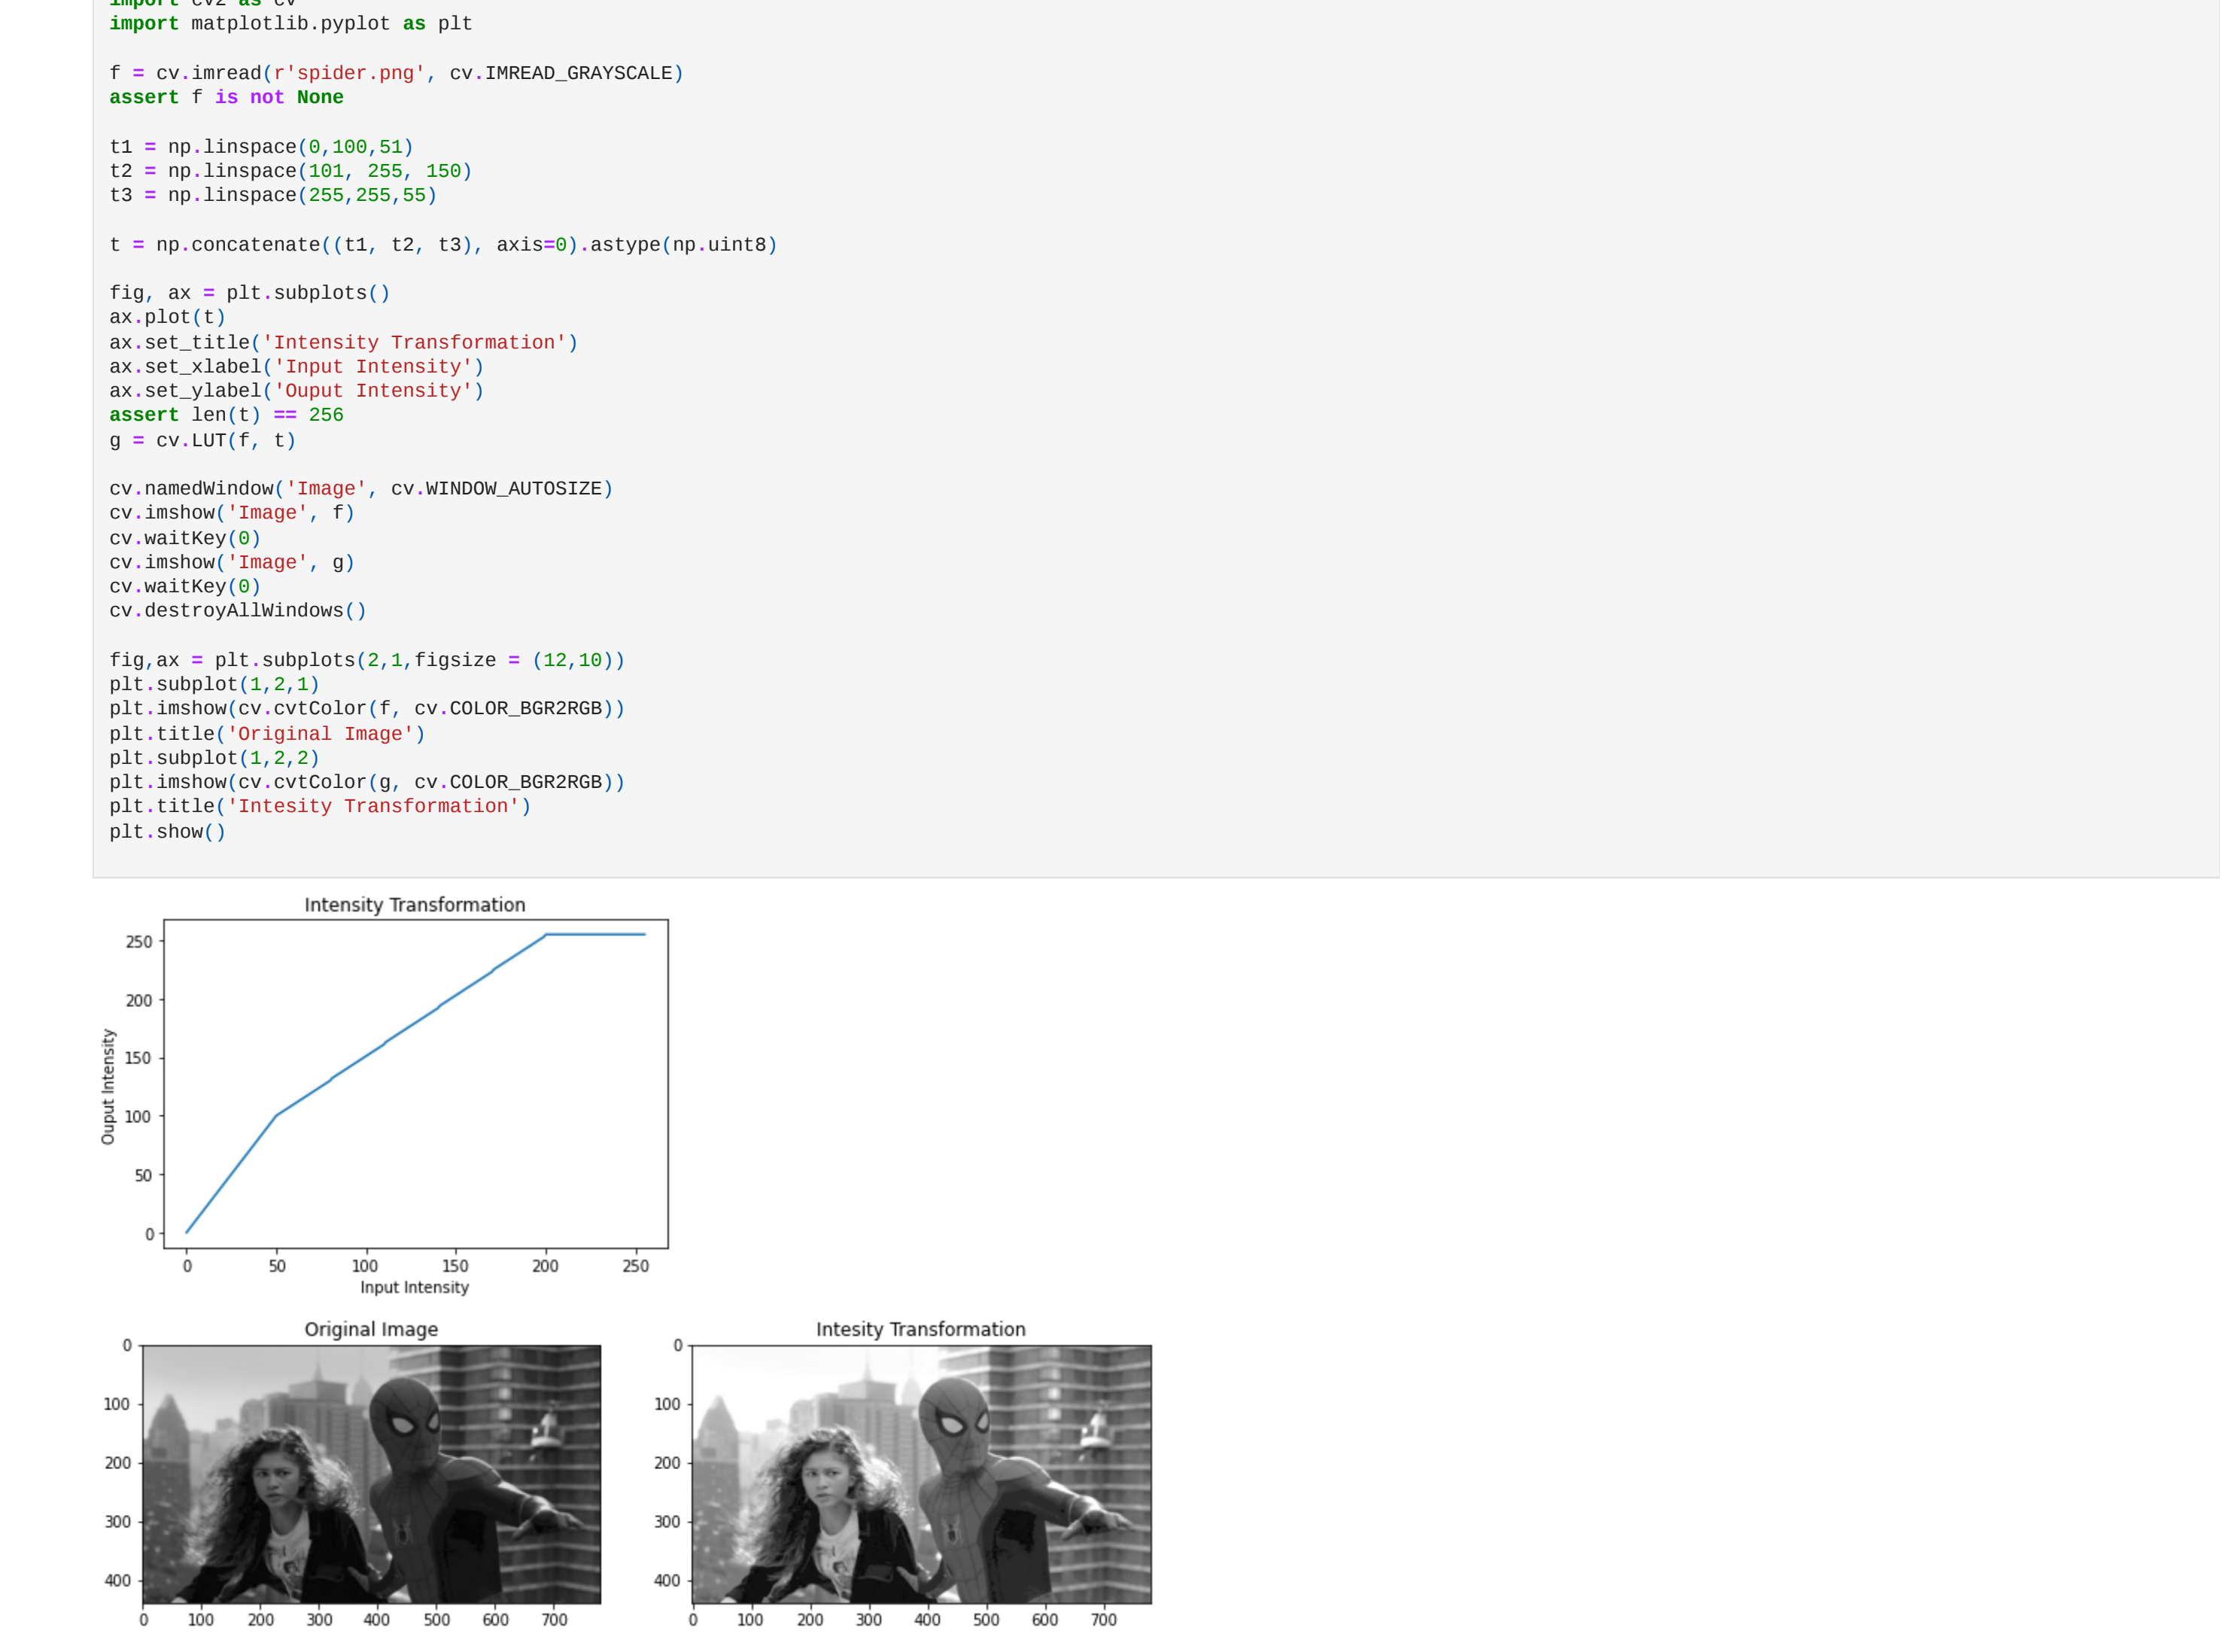 import cv2 as cv
import matplotlib.pyplot as plt
f = cv.imread(r'spider.png', cv.IMREAD_GRAYSCALE)
assert f is not None
t1 = np.linspace(0,100,51)
t2 = np.linspace(101, 255, 150)
t3 = np.linspace(255,255,55)
t = np.concatenate((t1, t2, t3), axis=0).astype(np.uint8)
fig, ax = plt.subplots()
ax.plot(t)
ax.set_title('Intensity Transformation')
ax.set_xlabel('Input Intensity')
ax.set_ylabel('Ouput Intensity')
assert len(t) == 256
g = cv.LUT(f, t)
cv.namedWindow('Image', cv.WINDOW_AUTOSIZE)
cv.imshow('Image', f)
cv.waitKey(0)
cv.imshow('Image', g)
cv.waitKey(0)
cv.destroyAllWindows()
fig,ax = plt.subplots(2,1,figsize = (12,10))
plt.subplot(1,2,1)
plt.imshow(cv.cvtColor(f, cv.COLOR_BGR2RGB))
plt.title('Original Image')
plt.subplot(1,2,2)
plt.imshow(cv.cvtColor(g, cv.COLOR_BGR2RGB))
plt.title('Intesity Transformation')
plt.show()
Intensity Transformation
250
200
150
100
50
0
Ouput Intensity
0 50 100 150 200 250
Input Intensity
Original Image
0
100
200
300
400
0 100 200 300 400 500 600 700
Intesity Transformation
0
100
200
300
400
0 100 200 300 400 500 600 700